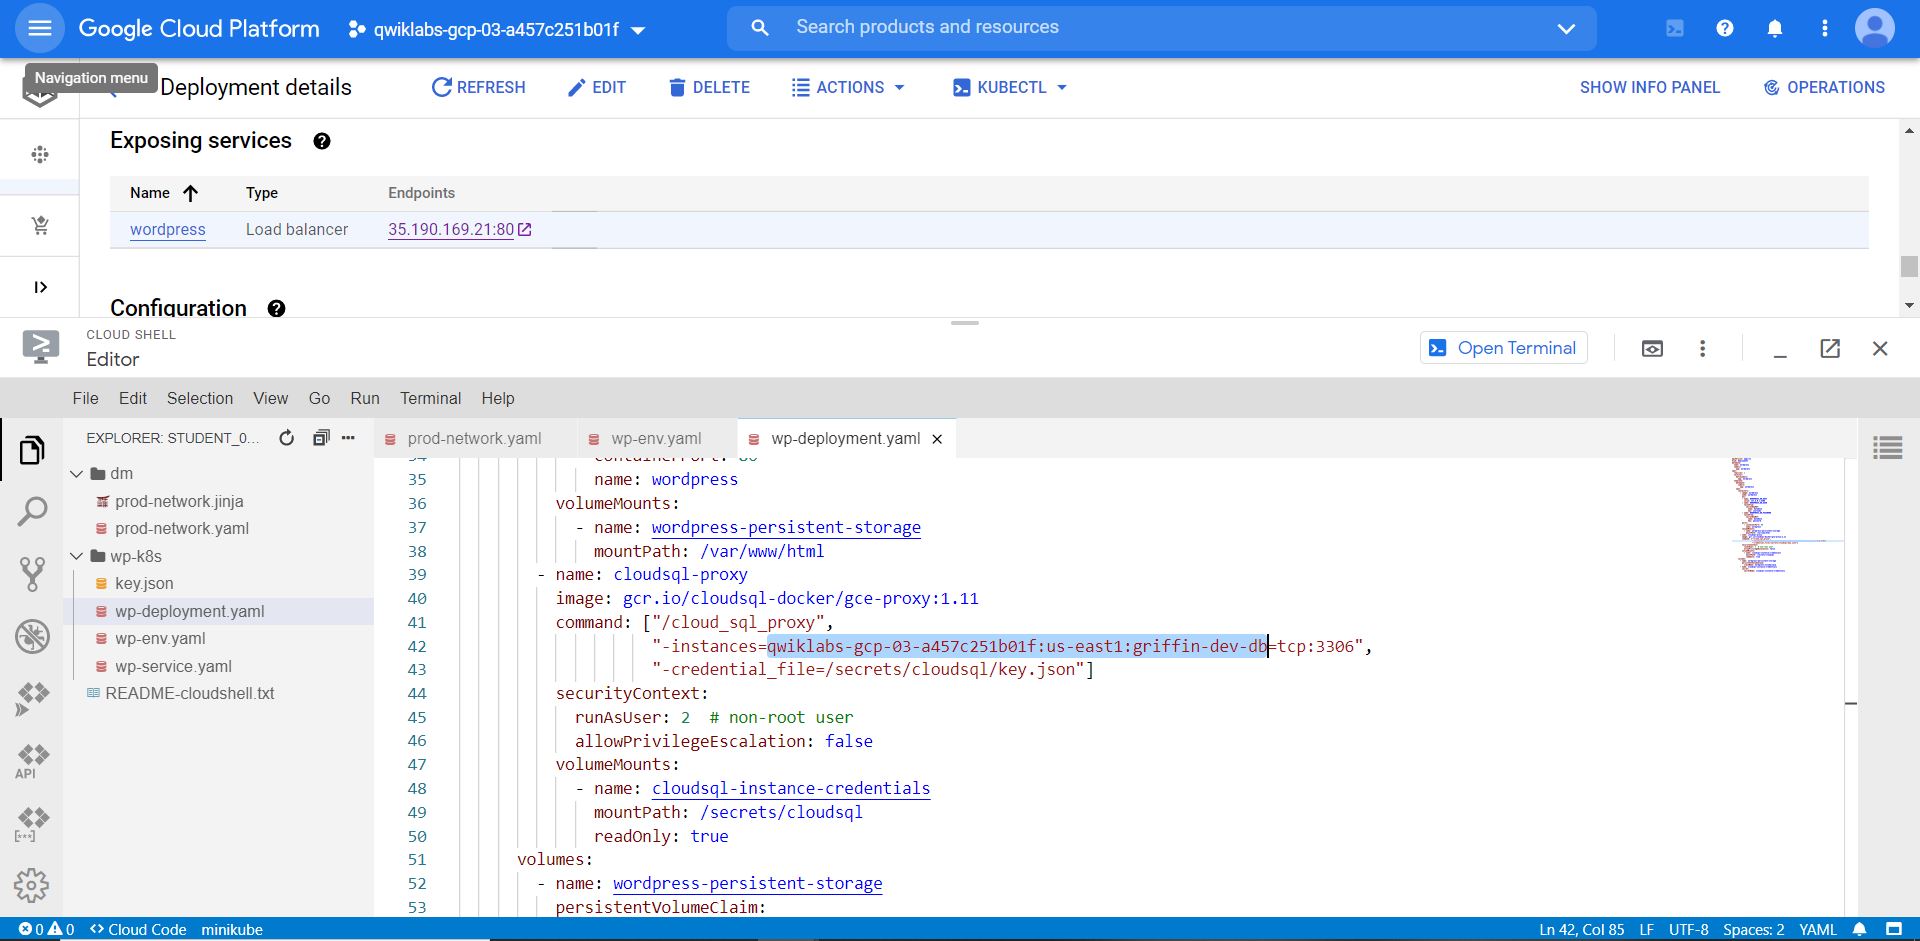 Google Cloud Platform
qwiklabs-gcp-03-a457c251b01f
Search products and resources
Navigation menu
Deployment details
REFRESH
EDIT
DELETE
ACTIONS
KUBECTL
SHOW INFO PANEL
OPERATIONS
Exposing services
Name
Type
Endpoints
wordpress
Load balancer
35.190.169.21:80
Configuration
CLOUD SHELL
Editor
Open Terminal
File Edit Selection View Go Run Terminal Help
EXPLORER: STUDENT_0...
dm
prod-network.jinja
prod-network.yaml
wp-k8s
key.json
wp-deployment.yaml
wp-env.yaml
wp-service.yaml
README-cloudshell.txt
API
prod-network.yaml
wp-env.yaml
wp-deployment.yaml
34 containerPort: 80
35 name: wordpress
36 volumeMounts:
37 - name: wordpress-persistent-storage
38 mountPath: /var/www/html
39 - name: cloudsql-proxy
40 image: gcr.io/cloudsql-docker/gce-proxy:1.11
41 command: ["/cloud_sql_proxy",
42 "-instances=qwiklabs-gcp-03-a457c251b01f:us-east1:griffin-dev-db=tcp:3306",
43 "-credential_file=/secrets/cloudsql/key.json"]
44 securityContext:
45 runAsUser: 2 # non-root user
46 allowPrivilegeEscalation: false
47 volumeMounts:
48 - name: cloudsql-instance-credentials
49 mountPath: /secrets/cloudsql
50 readOnly: true
51 volumes:
52 - name: wordpress-persistent-storage
53 persistentVolumeClaim:
0 0 <> Cloud Code minikube
Ln 42, Col 85 LF UTF-8 Spaces: 2 YAML